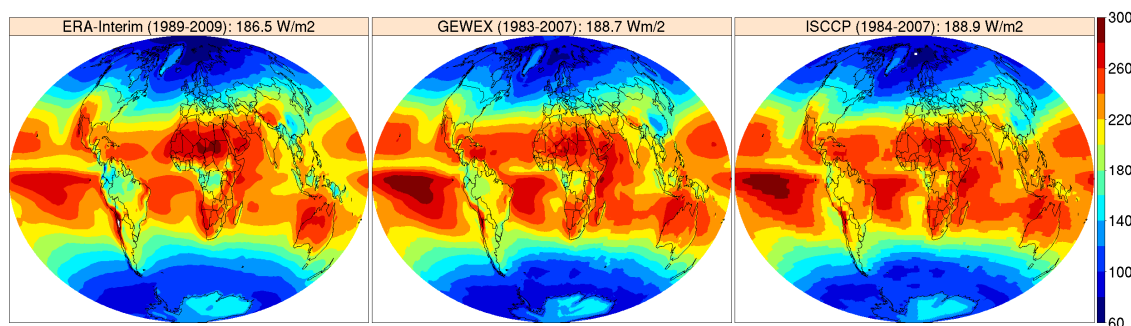 ERA-Interim (1989-2009): 186.5 W/m2
GEWEX (1983-2007): 188.7 Wm/2
ISCCP (1984-2007): 188.9 W/m2
300
260
220
180
140
100
60